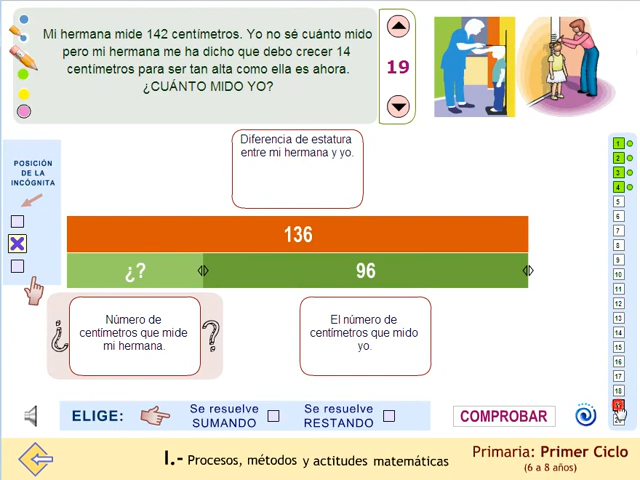 Mi hermana mide 142 centímetros. Yo no sé cuánto mido
pero mi hermana me ha dicho que debo crecer 14
centímetros para ser tan alta como ella es ahora.
¿CUÁNTO MIDO YO?
19
Diferencia de estatura
entre mi hermana y yo.
POSICIÓN
DE LA
INCÓGNITA
136
¿?
96
¿
Número de
centímetros que mide
mi hermana.
?
El número de
centímetros que mido
yo.
1
2
3
4
5
6
7
8
9
10
11
12
13
14
15
16
17
18
ELIGE:
Se resuelve
SUMANDO
Se resuelve
RESTANDO
COMPROBAR
I.- Procesos, métodos y actitudes matemáticas
Primaria: Primer Ciclo
(6 a 8 años)